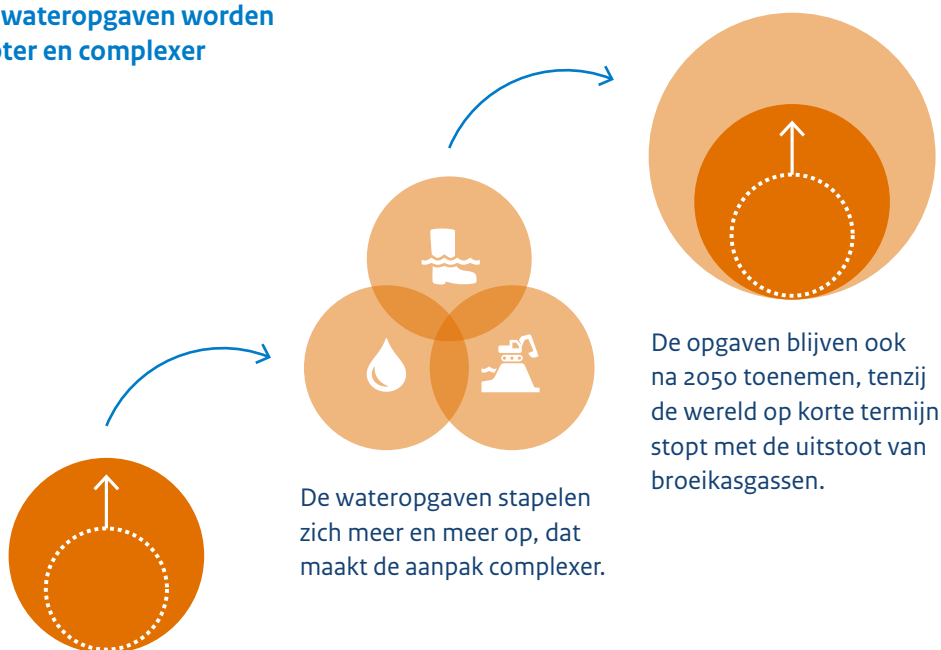 wateropgaven worden
ter en complexer
De wateropgaven stapelen
zich meer en meer op, dat
maakt de aanpak complexer.
De opgaven blijven ook
na 2050 toenemen, tenzij
de wereld op korte termijn
stopt met de uitstoot van
broeikasgassen.